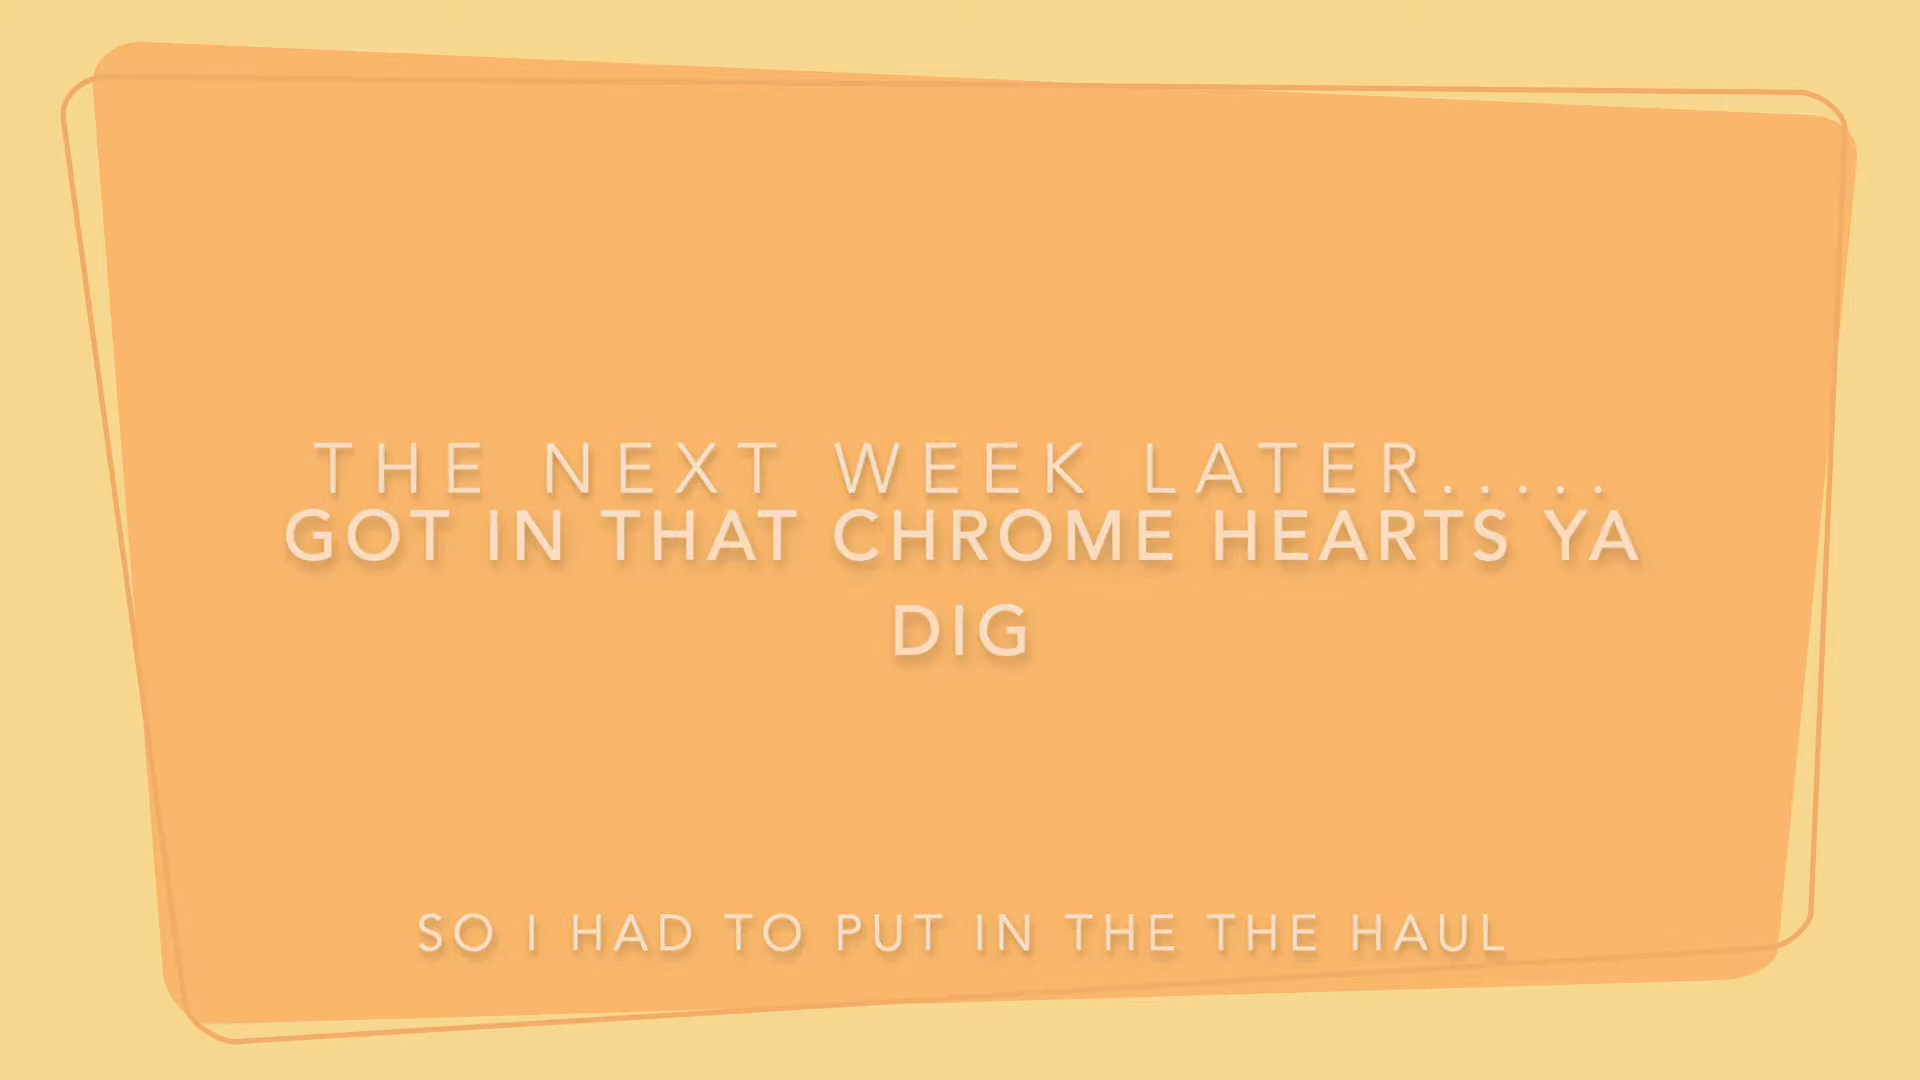 THE NEXT WEEK LATER.....
GOT IN THAT CHROME HEARTS YA
DIG
SO I HAD TO PUT IN THE THE HAUL